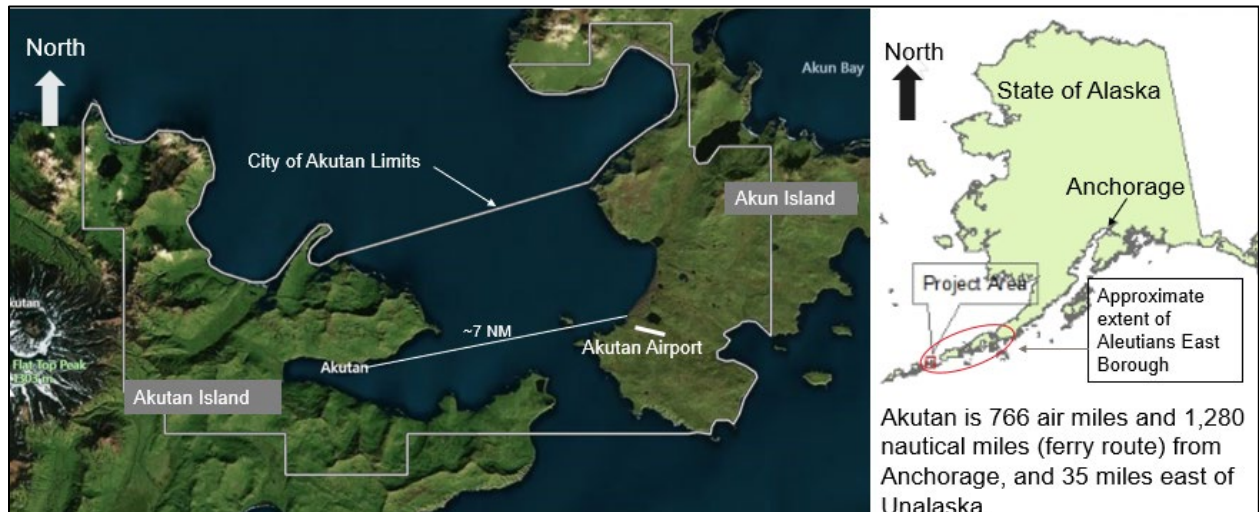 North
Akun Bay
City of Akutan Limits
Akun Island
~7 NM
Akutan Airport
Akutan
kutan
Flat Top Peak
Akutan Island
North
State of Alaska
Anchorage
Project Area
Approximate
extent of
Aleutians East
Borough
Akutan is 766 air miles and 1,280
nautical miles (ferry route) from
Anchorage, and 35 miles east of
Unalaska